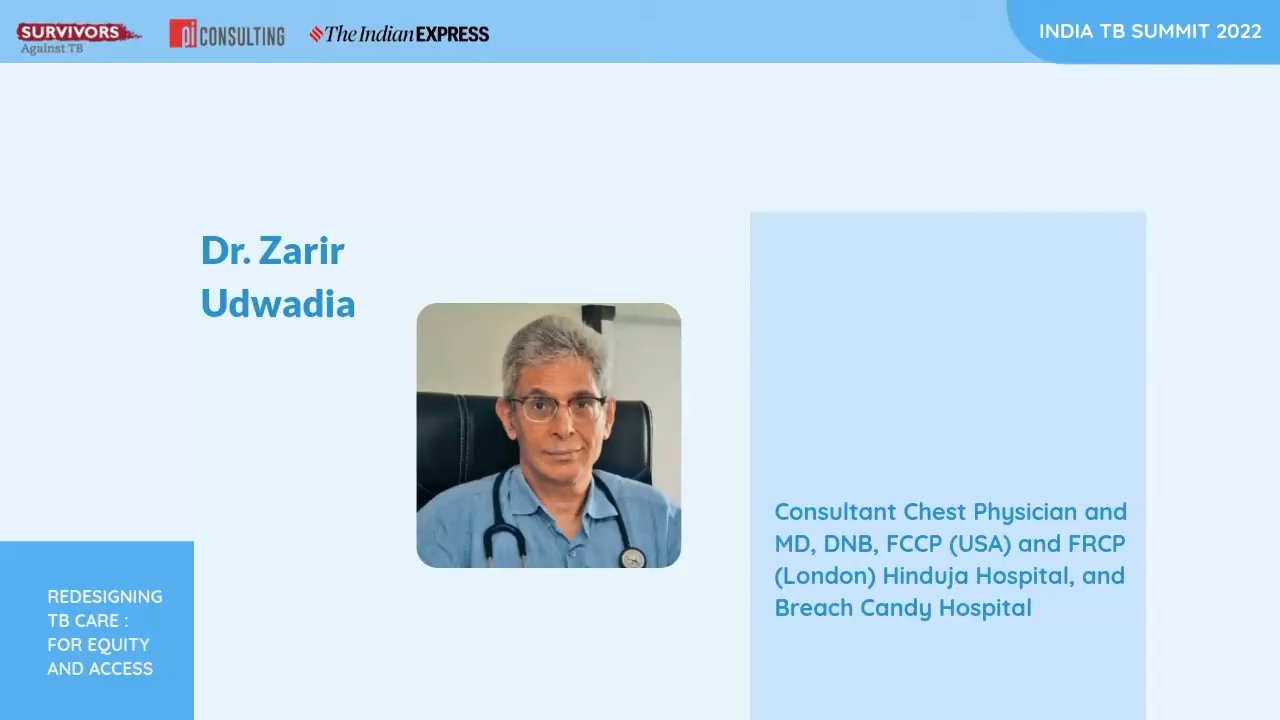 SURVIVORS
Against TB
pi CONSULTING
The Indian EXPRESS
INDIA TB SUMMIT 2022
Dr. Zarir
Udwadia
Consultant Chest Physician and
MD, DNB, FCCP (USA) and FRCP
(London) Hinduja Hospital, and
Breach Candy Hospital
REDESIGNING
TB CARE :
FOR EQUITY
AND ACCESS